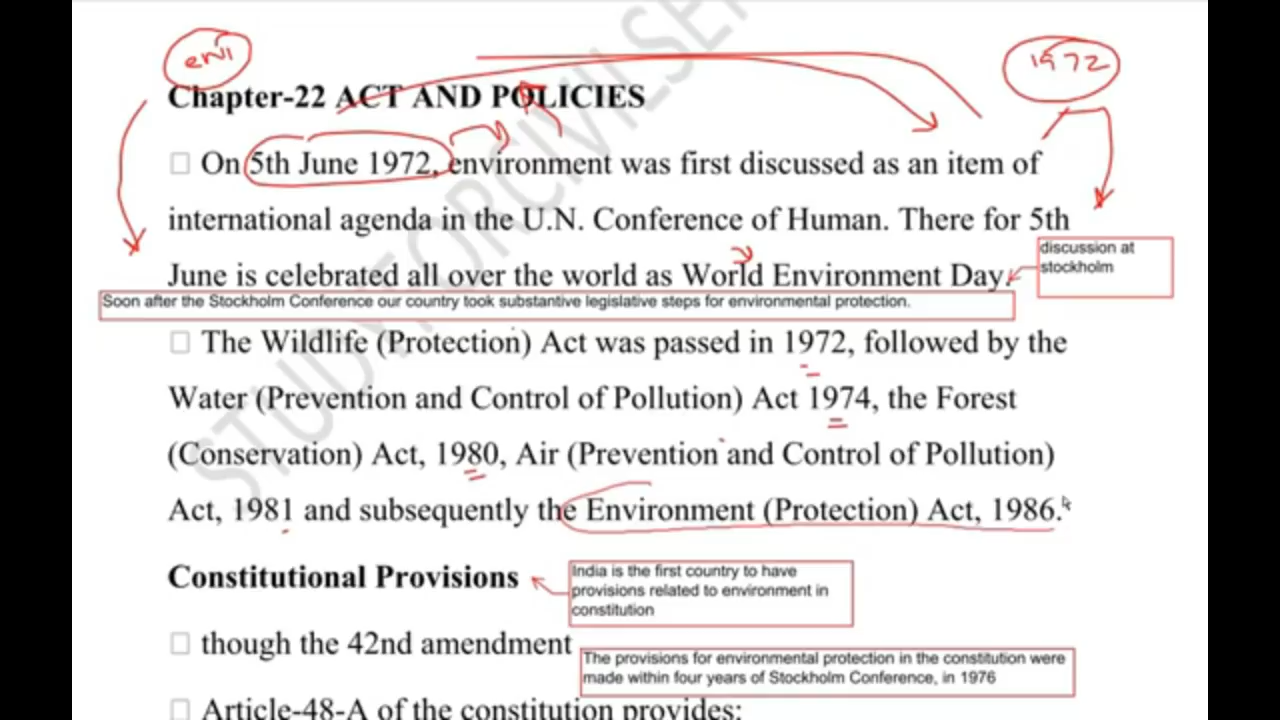 envi
1972
Chapter-22 ACT AND POLICIES
On 5th June 1972, environment was first discussed as an item of
international agenda in the U.N. Conference of Human. There for 5th
discussion at
stockholm
June is celebrated all over the world as World Environment Day.
Soon after the Stockholm Conference our country took substantive legislative steps for environmental protection.
The Wildlife (Protection) Act was passed in 1972, followed by the
Water (Prevention and Control of Pollution) Act 1974, the Forest
(Conservation) Act, 1980, Air (Prevention and Control of Pollution)
Act, 1981 and subsequently the Environment (Protection) Act, 1986.
Constitutional Provisions
India is the first country to have
provisions related to environment in
constitution
though the 42nd amendment
The provisions for environmental protection in the constitution were
made within four years of Stockholm Conference, in 1976
Article-48-A of the constitution provides: